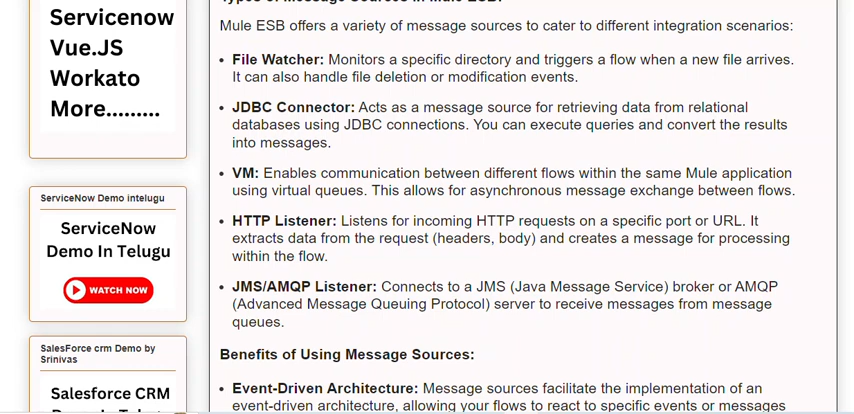 Servicenow
Vue.JS
Workato
More.........
ServiceNow Demo intelugu
ServiceNow
Demo In Telugu
WATCH NOW
SalesForce crm Demo by
Srinivas
Salesforce CRM
Types of Message Sources in Mule ESB:
Mule ESB offers a variety of message sources to cater to different integration scenarios:
• File Watcher: Monitors a specific directory and triggers a flow when a new file arrives.
It can also handle file deletion or modification events.
• JDBC Connector: Acts as a message source for retrieving data from relational
databases using JDBC connections. You can execute queries and convert the results
into messages.
• VM: Enables communication between different flows within the same Mule application
using virtual queues. This allows for asynchronous message exchange between flows.
• HTTP Listener: Listens for incoming HTTP requests on a specific port or URL. It
extracts data from the request (headers, body) and creates a message for processing
within the flow.
• JMS/AMQP Listener: Connects to a JMS (Java Message Service) broker or AMQP
(Advanced Message Queuing Protocol) server to receive messages from message
queues.
Benefits of Using Message Sources:
• Event-Driven Architecture: Message sources facilitate the implementation of an
event-driven architecture, allowing your flows to react to specific events or messages